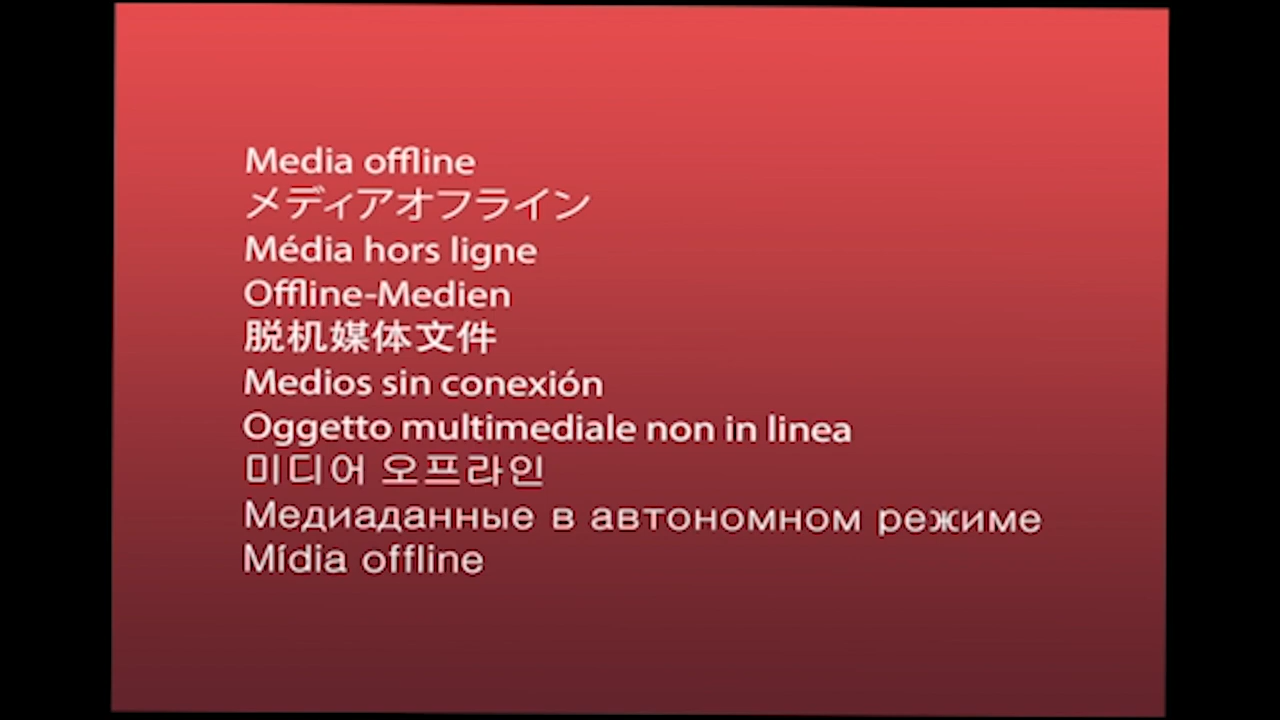 Media offline
メディアオフライン
Média hors ligne
Offline-Medien
脱机媒体文件
Medios sin conexión
Oggetto multimediale non in linea
미디어 오프라인
Медиаданные в автономном режиме
Mídia offline